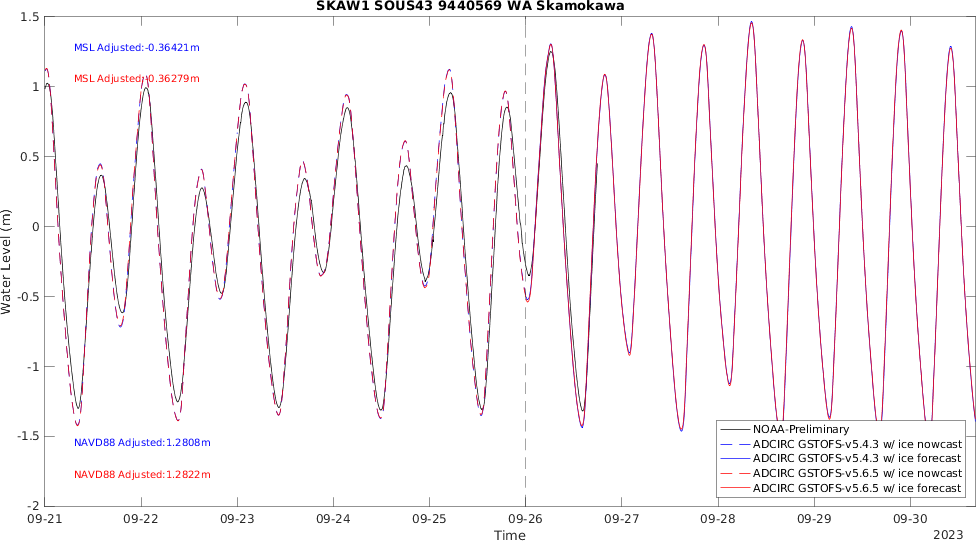 SKAW1 SOUS43 9440569 WA Skamokawa
1.5
1
0.5
0
-0.5
-1
-1.5
-2
Water Level (m)
MSL Adjusted:-0.36421m
MSL Adjusted:-0.36279m
NAVD88 Adjusted:1.2808m
NAVD88 Adjusted:1.2822m
NOAA-Preliminary
ADCIRC GSTOFS-v5.4.3 w/ ice nowcast
ADCIRC GSTOFS-v5.4.3 w/ ice forecast
ADCIRC GSTOFS-v5.6.5 w/ ice nowcast
ADCIRC GSTOFS-v5.6.5 w/ ice forecast
09-21 09-22 09-23 09-24 09-25 09-26 09-27 09-28 09-29 09-30
Time
2023